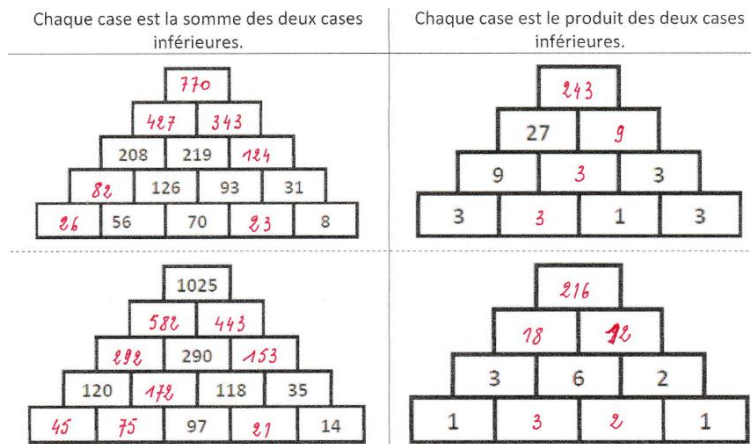 Chaque case est la somme des deux cases
inférieures.
770
427 343
208 219 124
82 126 93 31
26 56 70 23 8
Chaque case est le produit des deux cases
inférieures.
243
27 9
9 3 3
3 3 1 3
1025
582 443
292 290 153
120 172 118 35
45 75 97 21 14
216
18 12
3 6 2
1 3 2 1